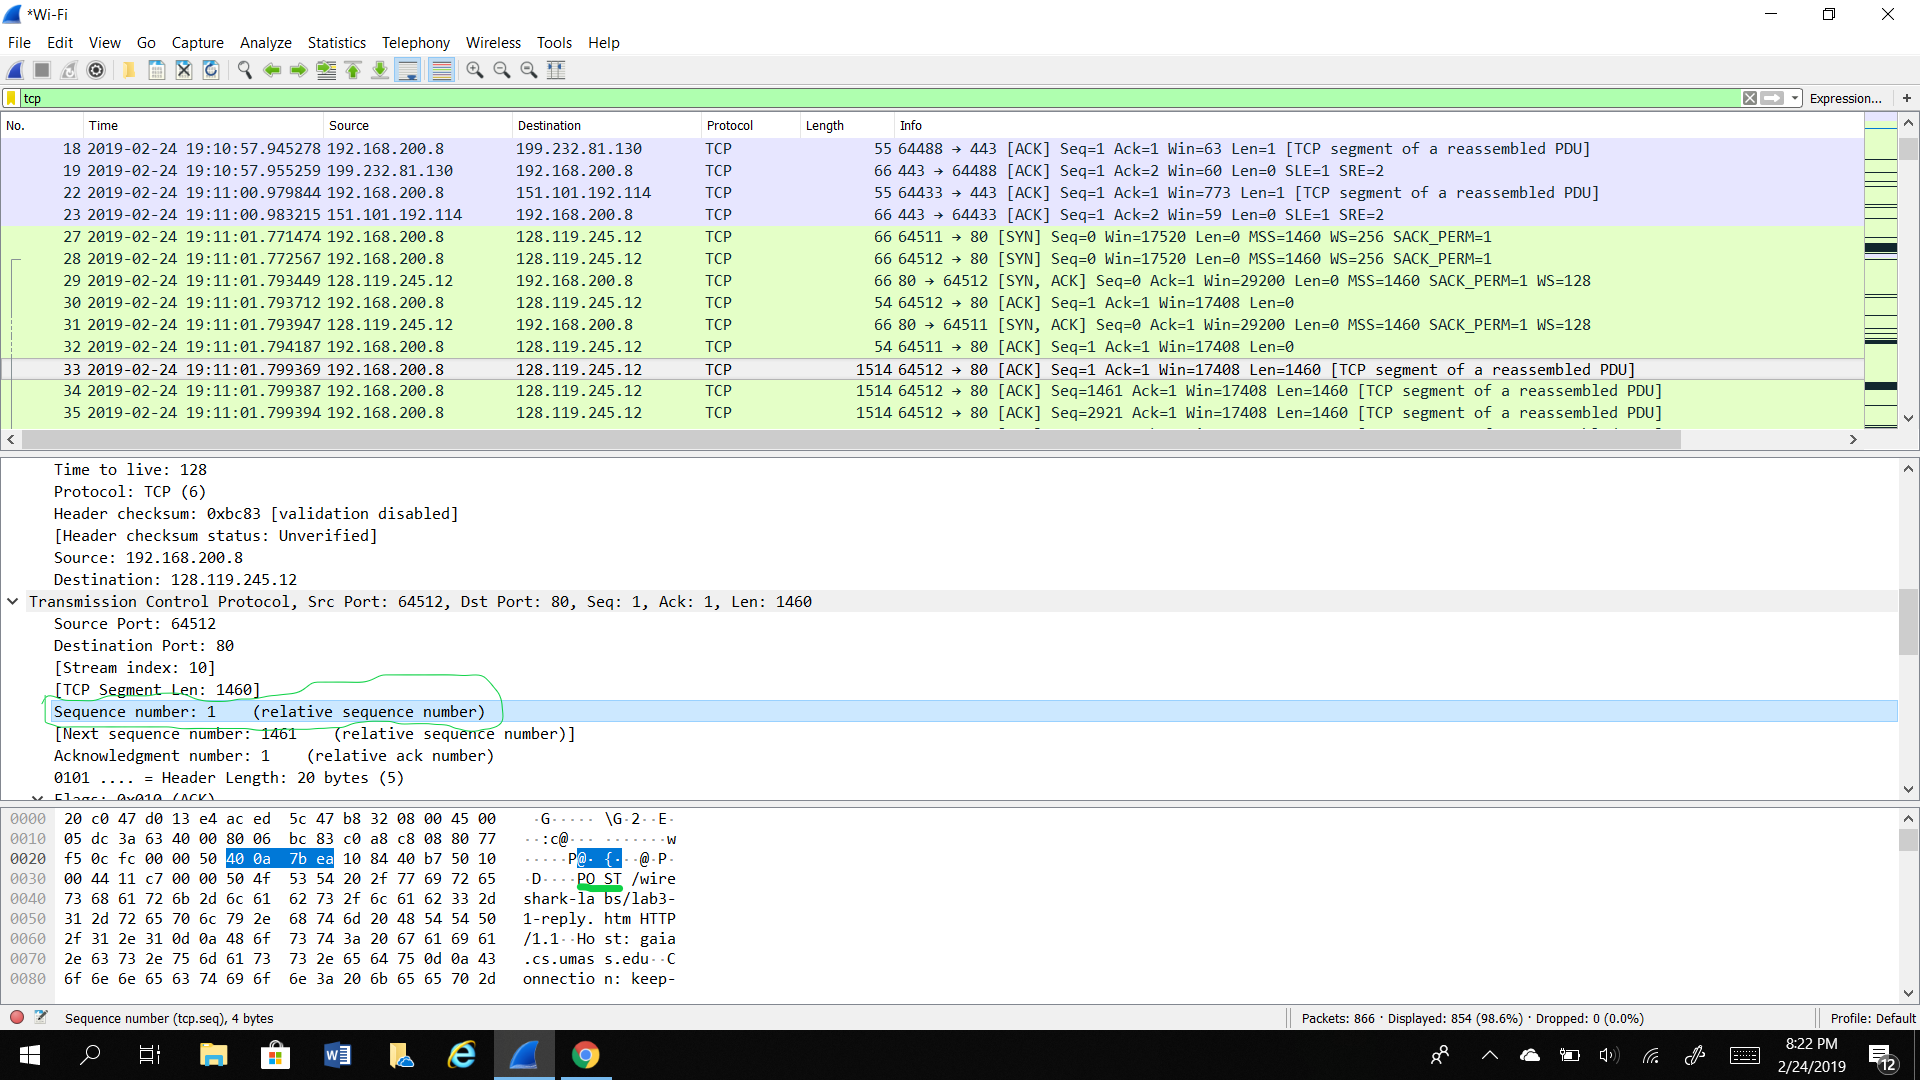 *Wi-Fi
File Edit View Go Capture Analyze Statistics Telephony Wireless Tools Help
tcp Expression... +
No. Time Source Destination Protocol Length Info
18 2019-02-24 19:10:57.945278 192.168.200.8 199.232.81.130 TCP 55 64488 → 443 [ACK] Seq=1 Ack=1 Win=63 Len=1 [TCP segment of a reassembled PDU]
19 2019-02-24 19:10:57.955259 199.232.81.130 192.168.200.8 TCP 66 443 → 64488 [ACK] Seq=1 Ack=2 Win=60 Len=0 SLE=1 SRE=2
22 2019-02-24 19:11:00.979844 192.168.200.8 151.101.192.114 TCP 55 64433 → 443 [ACK] Seq=1 Ack=1 Win=773 Len=1 [TCP segment of a reassembled PDU]
23 2019-02-24 19:11:00.983215 151.101.192.114 192.168.200.8 TCP 66 443 → 64433 [ACK] Seq=1 Ack=2 Win=59 Len=0 SLE=1 SRE=2
27 2019-02-24 19:11:01.771474 192.168.200.8 128.119.245.12 TCP 66 64511 → 80 [SYN] Seq=0 Win=17520 Len=0 MSS=1460 WS=256 SACK_PERM=1
28 2019-02-24 19:11:01.772567 192.168.200.8 128.119.245.12 TCP 66 64512 → 80 [SYN] Seq=0 Win=17520 Len=0 MSS=1460 WS=256 SACK_PERM=1
29 2019-02-24 19:11:01.793449 128.119.245.12 192.168.200.8 TCP 66 80 → 64512 [SYN, ACK] Seq=0 Ack=1 Win=29200 Len=0 MSS=1460 SACK_PERM=1 WS=128
30 2019-02-24 19:11:01.793712 192.168.200.8 128.119.245.12 TCP 54 64512 → 80 [ACK] Seq=1 Ack=1 Win=17408 Len=0
31 2019-02-24 19:11:01.793947 128.119.245.12 192.168.200.8 TCP 66 80 → 64511 [SYN, ACK] Seq=0 Ack=1 Win=29200 Len=0 MSS=1460 SACK_PERM=1 WS=128
32 2019-02-24 19:11:01.794187 192.168.200.8 128.119.245.12 TCP 54 64511 → 80 [ACK] Seq=1 Ack=1 Win=17408 Len=0
33 2019-02-24 19:11:01.799369 192.168.200.8 128.119.245.12 TCP 1514 64512 → 80 [ACK] Seq=1 Ack=1 Win=17408 Len=1460 [TCP segment of a reassembled PDU]
34 2019-02-24 19:11:01.799387 192.168.200.8 128.119.245.12 TCP 1514 64512 → 80 [ACK] Seq=1461 Ack=1 Win=17408 Len=1460 [TCP segment of a reassembled PDU]
35 2019-02-24 19:11:01.799394 192.168.200.8 128.119.245.12 TCP 1514 64512 → 80 [ACK] Seq=2921 Ack=1 Win=17408 Len=1460 [TCP segment of a reassembled PDU]
Time to live: 128
Protocol: TCP (6)
Header checksum: 0xbc83 [validation disabled]
[Header checksum status: Unverified]
Source: 192.168.200.8
Destination: 128.119.245.12
Transmission Control Protocol, Src Port: 64512, Dst Port: 80, Seq: 1, Ack: 1, Len: 1460
Source Port: 64512
Destination Port: 80
[Stream index: 10]
[TCP Segment Len: 1460]
Sequence number: 1 (relative sequence number)
[Next sequence number: 1461 (relative sequence number)]
Acknowledgment number: 1 (relative ack number)
0101 .... = Header Length: 20 bytes (5)
Flags: 0x010 (ACK)
0000 20 c0 47 d0 13 e4 ac ed 5c 47 b8 32 08 00 45 00 ·G····· \G·2··E·
0010 05 dc 3a 63 40 00 80 06 bc 83 c0 a8 c8 08 80 77 ··:c@··· ·······w
0020 f5 0c fc 00 00 50 40 0a 7b ea 10 84 40 b7 50 10 ·····P@· {···@·P·
0030 00 44 11 c7 00 00 50 4f 53 54 20 2f 77 69 72 65 ·D····PO ST /wire
0040 73 68 61 72 6b 2d 6c 61 62 73 2f 6c 61 62 33 2d shark-la bs/lab3-
0050 31 2d 72 65 70 6c 79 2e 68 74 6d 20 48 54 54 50 1-reply. htm HTTP
0060 2f 31 2e 31 0d 0a 48 6f 73 74 3a 20 67 61 69 61 /1.1··Ho st: gaia
0070 2e 63 73 2e 75 6d 61 73 73 2e 65 64 75 0d 0a 43 .cs.umas s.edu··C
0080 6f 6e 6e 65 63 74 69 6f 6e 3a 20 6b 65 65 70 2d onnectio n: keep-
Sequence number (tcp.seq), 4 bytes Packets: 866 · Displayed: 854 (98.6%) · Dropped: 0 (0.0%) Profile: Default
8:22 PM
2/24/2019
12